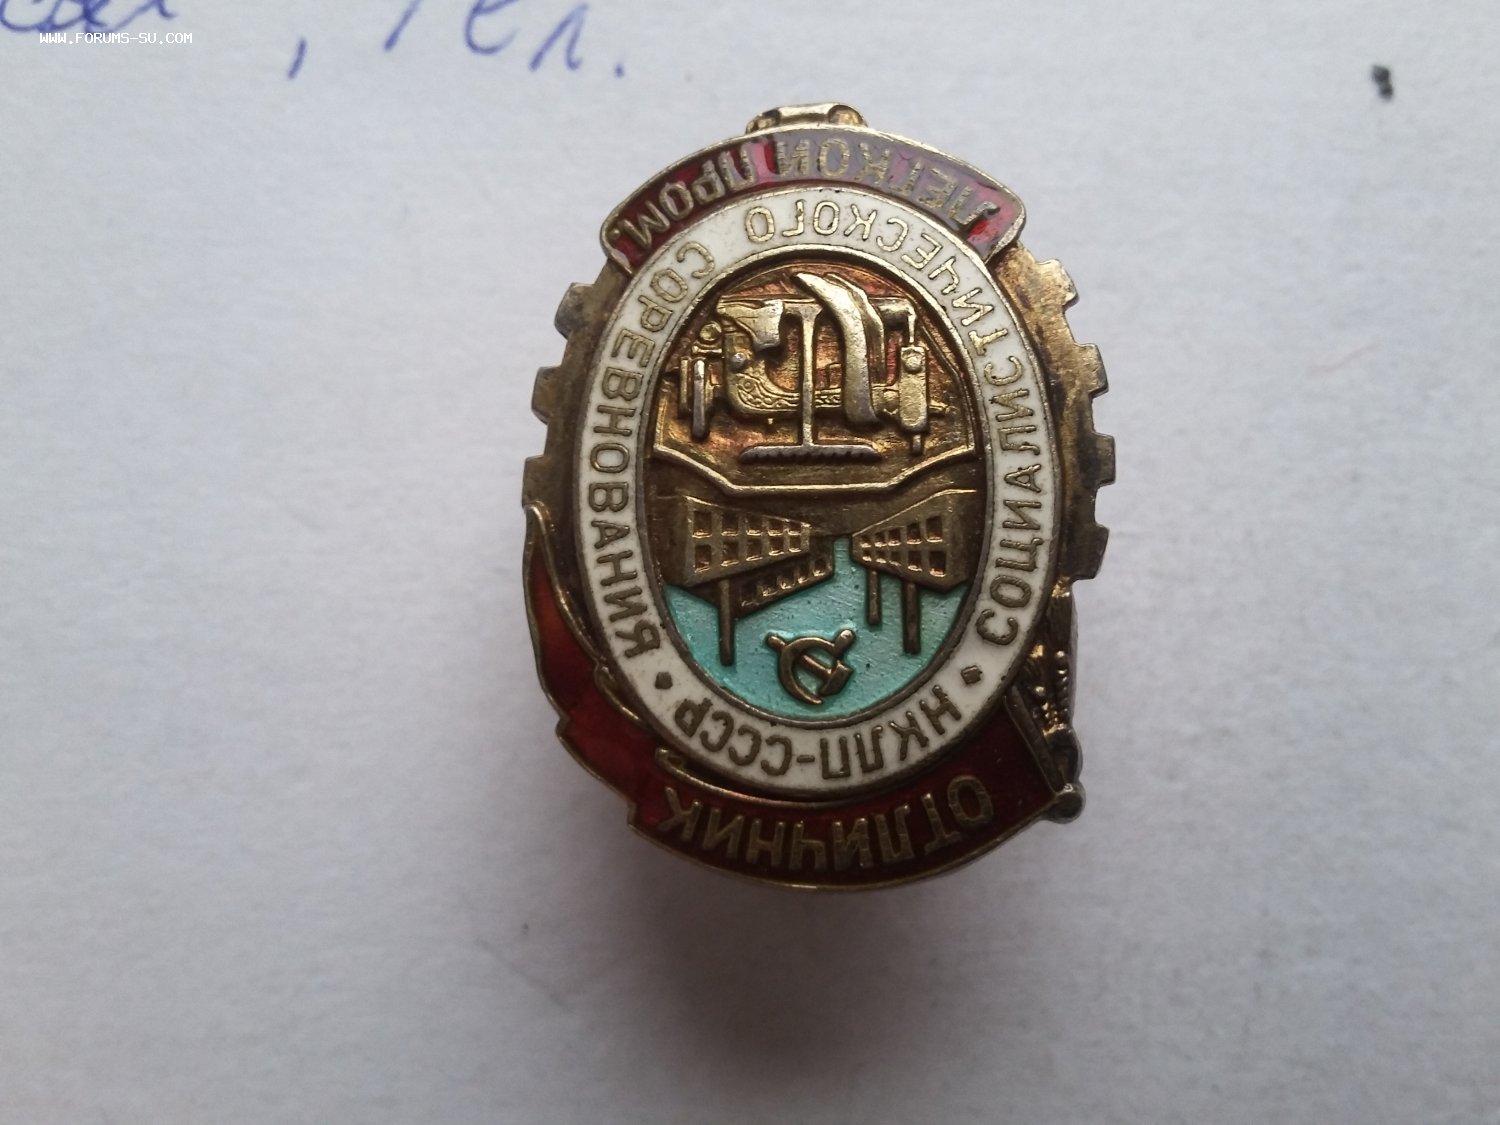 WWW.FORUMS-SU.COM
, тел.
ОТЛИЧНИК
НКЛП-СССР
СОЦИАЛИСТИЧЕСКОГО СОРЕВНОВАНИЯ
ЛЕГКОЙ ПРОМ.